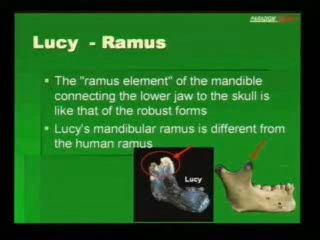 PARADIGM
Lucy - Ramus
The "ramus element" of the mandible
connecting the lower jaw to the skull is
like that of the robust forms
Lucy's mandibular ramus is different from
the human ramus
Lucy